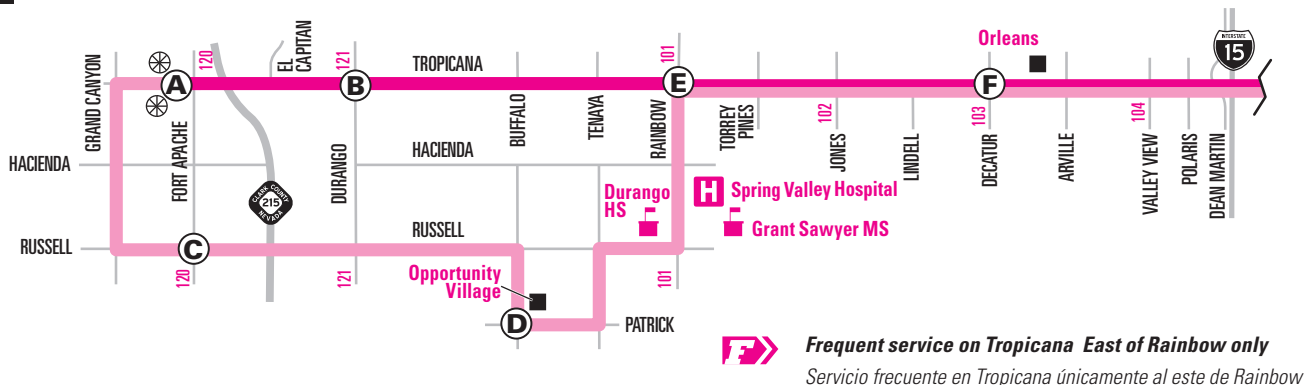 120
EL
CAPITAN
121
TROPICANA
101
Orleans
INTERSTATE
15
A
B
E
F
GRAND CANYON
FORT APACHE
DURANGO
BUFFALO
TENAYA
RAINBOW
TORREY
PINES
102
JONES
LINDELL
103
DECATUR
ARVILLE
104
VALLEY VIEW
POLARIS
DEAN MARTIN
HACIENDA
HACIENDA
CLARK COUNTY
215
NEVADA
Durango
HS
H
Spring Valley Hospital
Grant Sawyer MS
RUSSELL
C
RUSSELL
120
121
Opportunity
Village
101
D
PATRICK
F
Frequent service on Tropicana East of Rainbow only
Servicio frecuente en Tropicana únicamente al este de Rainbow